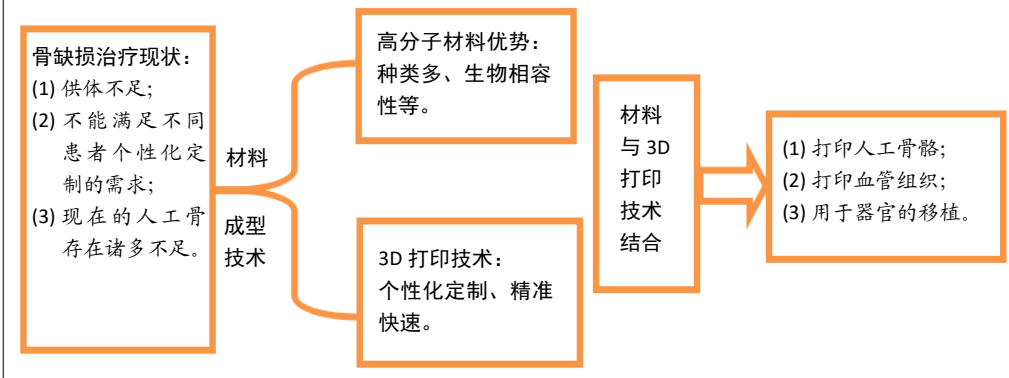 骨缺损治疗现状：
(1) 供体不足;
(2) 不能满足不同
患者个性化定
制的需求;
(3) 现在的人工骨
存在诸多不足。
材料
成型
技术
高分子材料优势：
种类多、生物相容
性等。
3D 打印技术：
个性化定制、精准
快速。
材料
与 3D
打印
技术
结合
(1) 打印人工骨骼;
(2) 打印血管组织;
(3) 用于器官的移植。